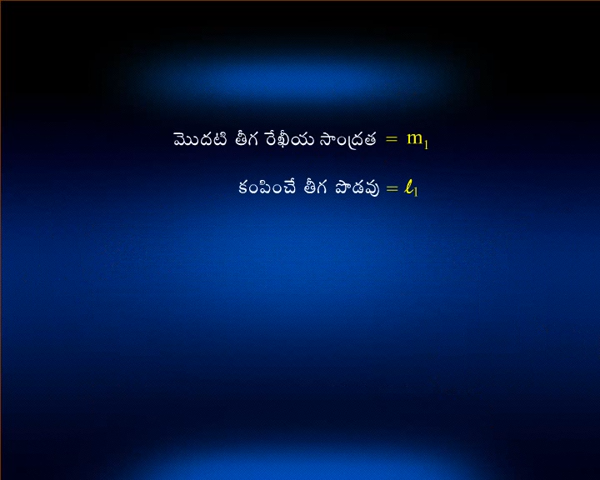 మొదటి తీగ రేఖీయ సాంద్రత = m₁
కంపించే తీగ పొడవు = ℓ₁